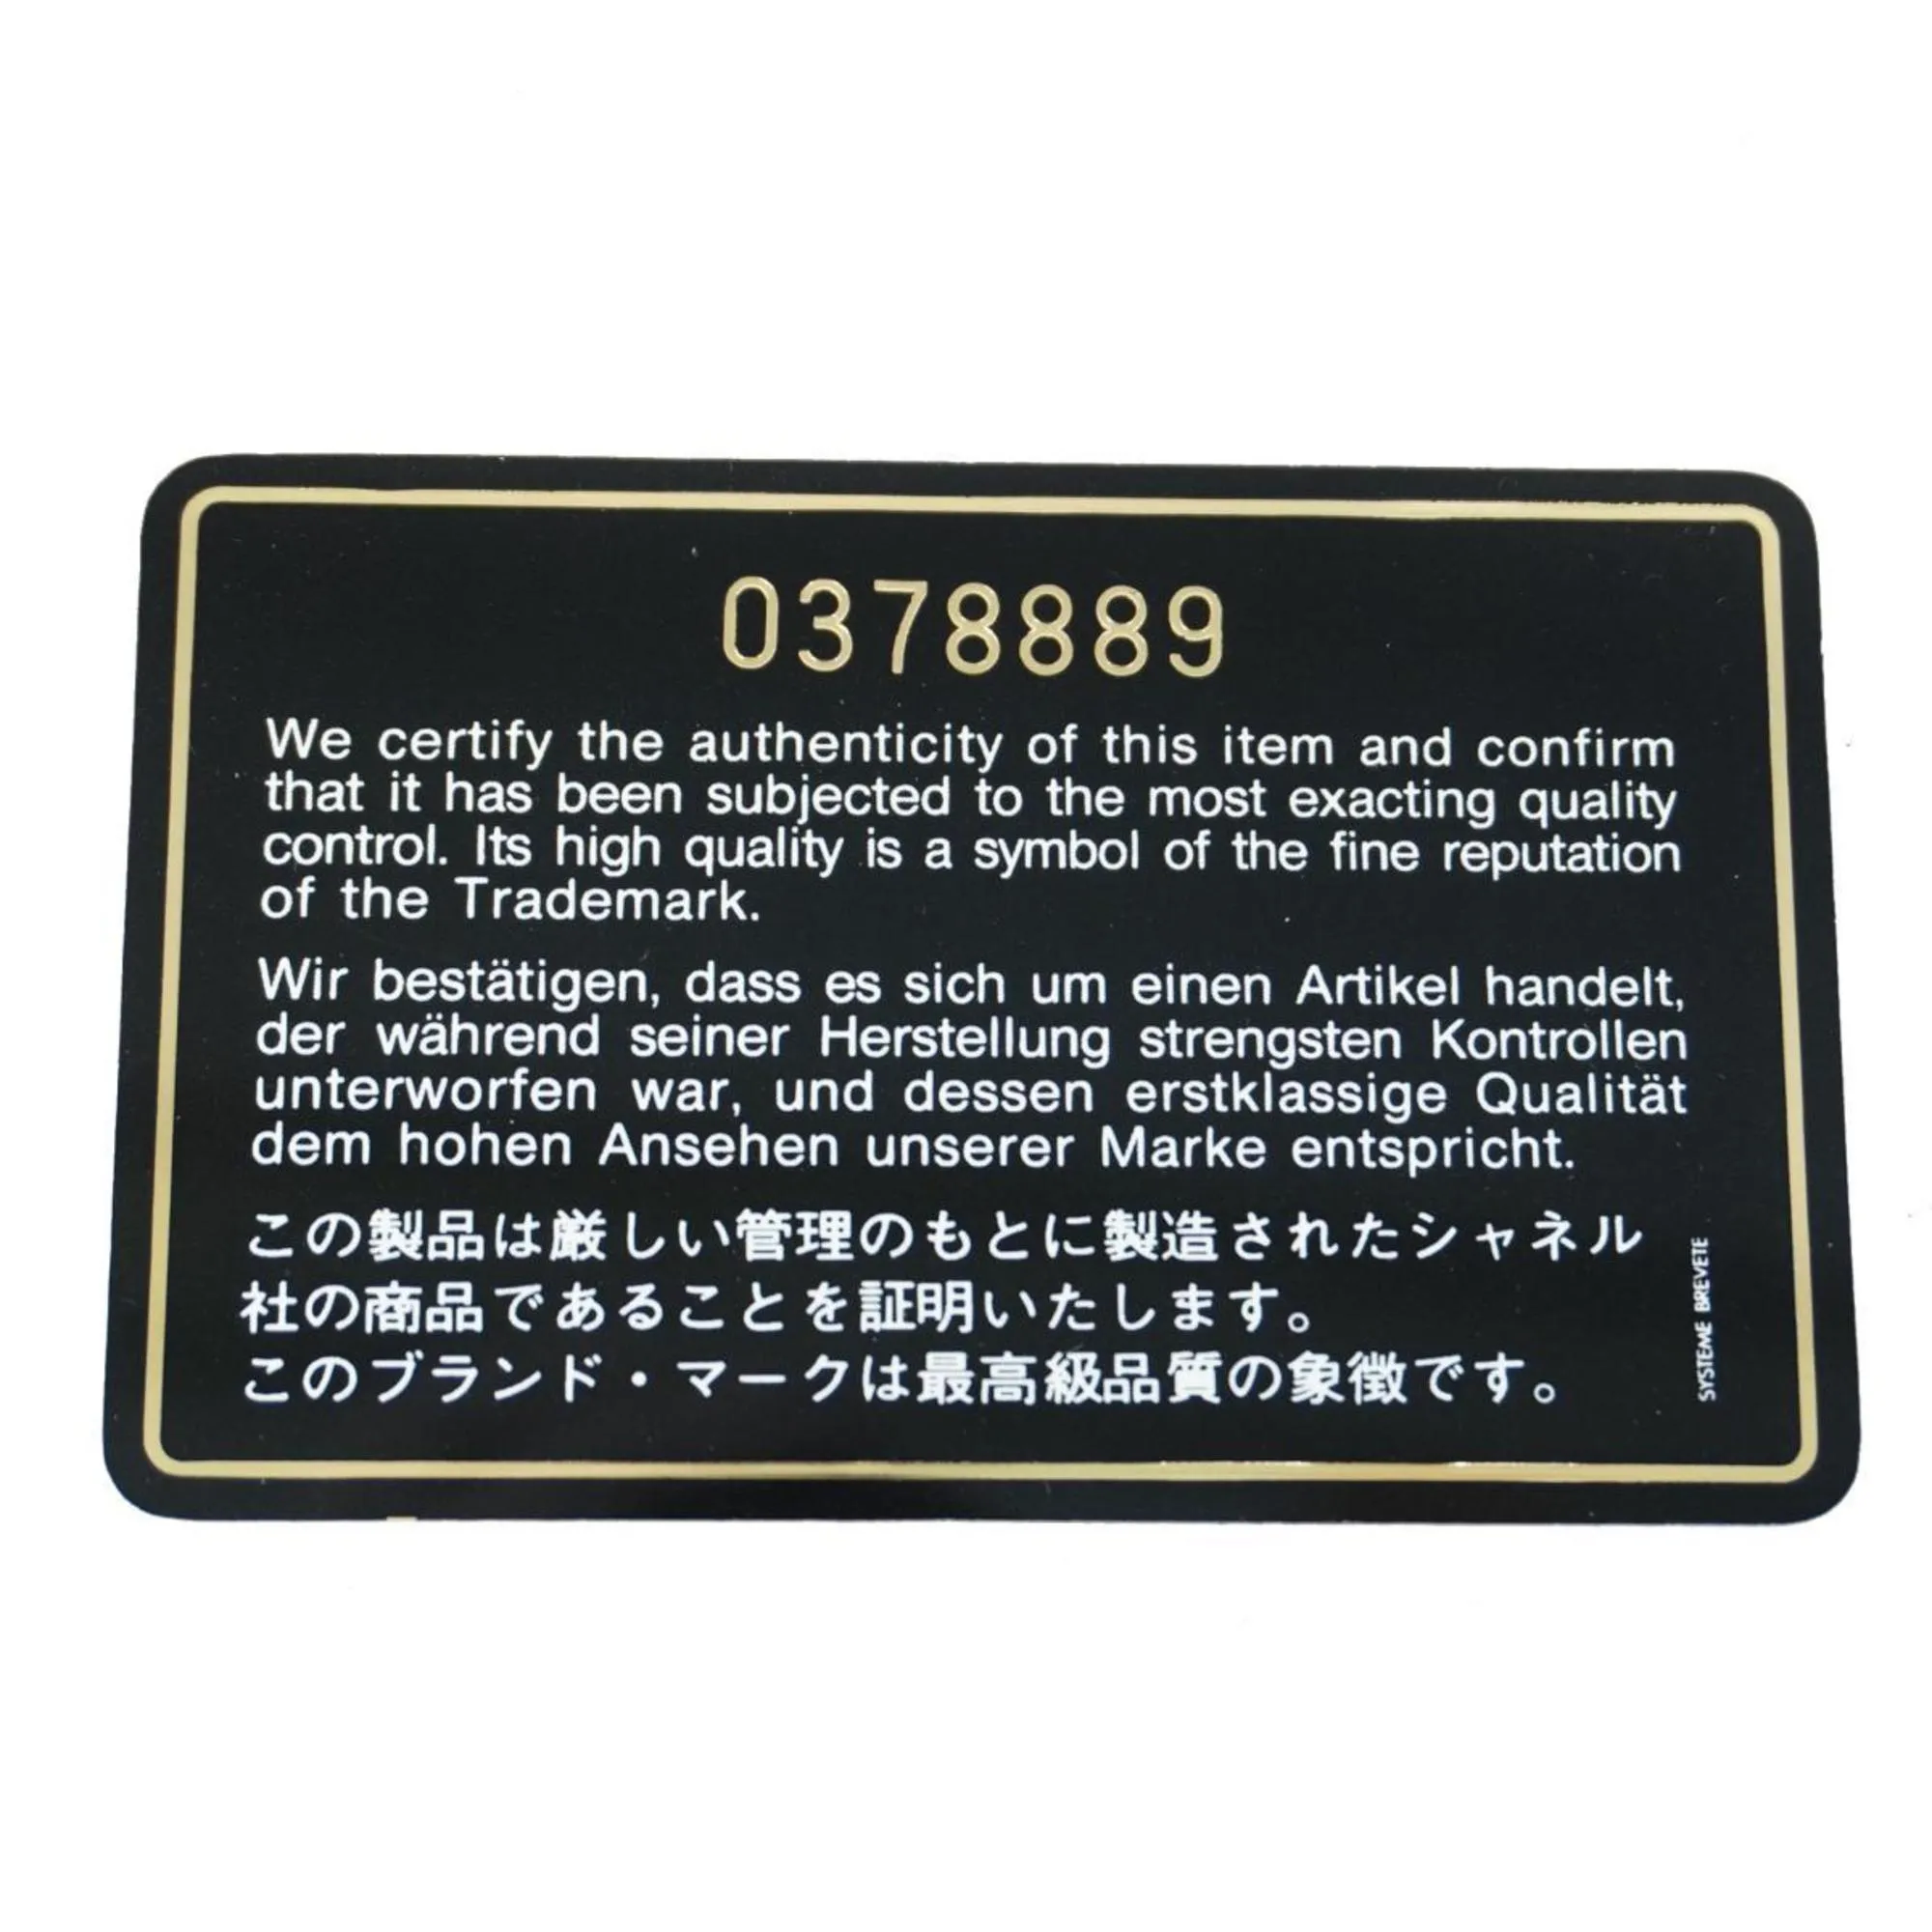 0378889
We certify the authenticity of this item and confirm
that it has been subjected to the most exacting quality
control. Its high quality is a symbol of the fine reputation
of the Trademark.
Wir bestätigen, dass es sich um einen Artikel handelt,
der während seiner Herstellung strengsten Kontrollen
unterworfen war, und dessen erstklassige Qualität
dem hohen Ansehen unserer Marke entspricht.
この製品は厳しい管理のもとに製造されたシャネル
社の商品であることを証明いたします。
このブランド・マークは最高級品質の象徴です。
SYSTEME BREVETE